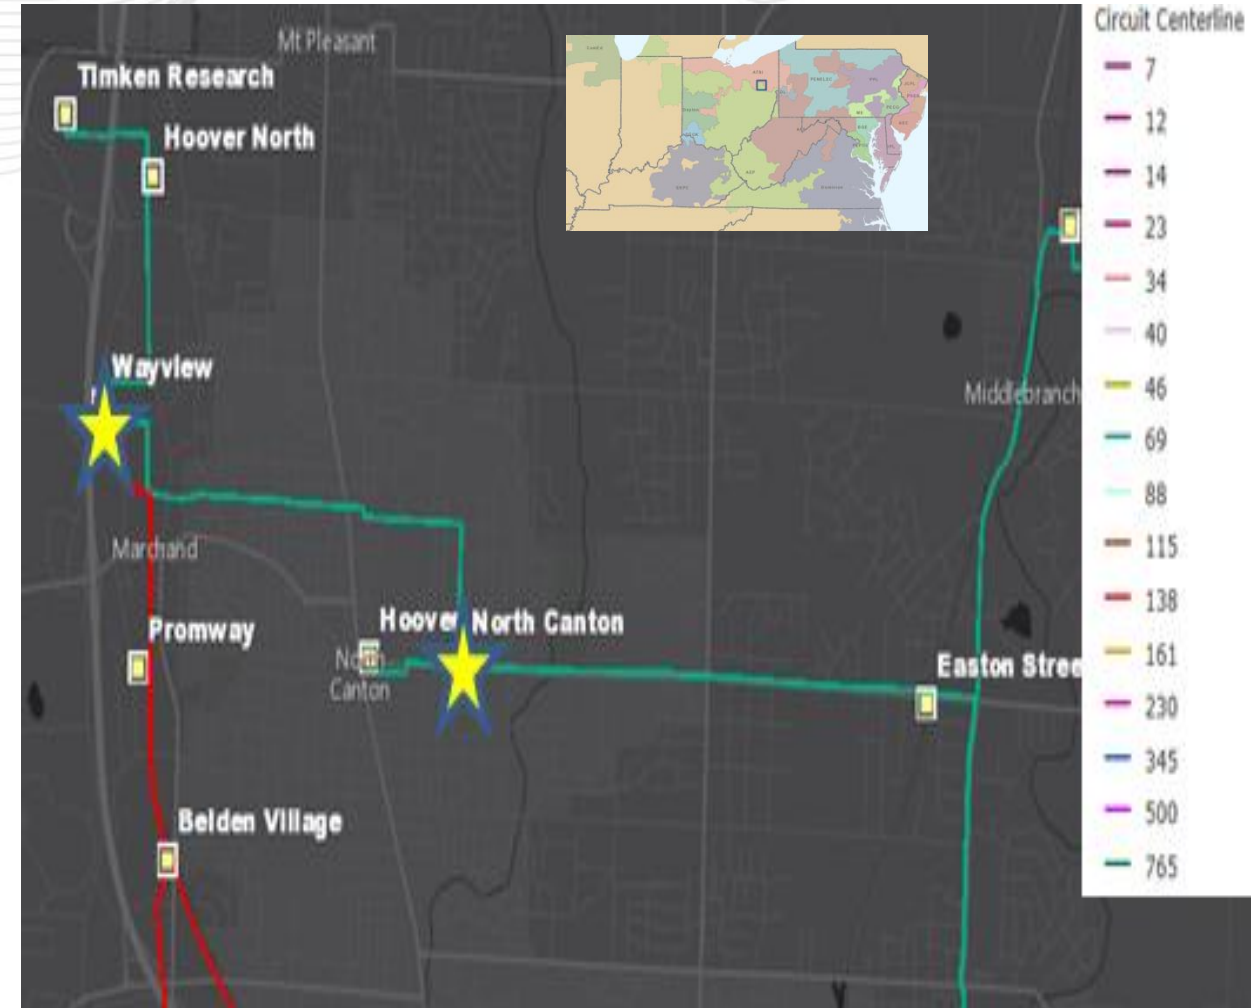 Mt Pleasant
Timken Research
Hoover North
Wayview
Middlebranch
Marchand
Promway
Hoover
North Canton
North
Canton
Easton Stree
Belden Village
Circuit Centerline
7
12
14
23
34
40
46
69
88
115
138
161
230
345
500
765